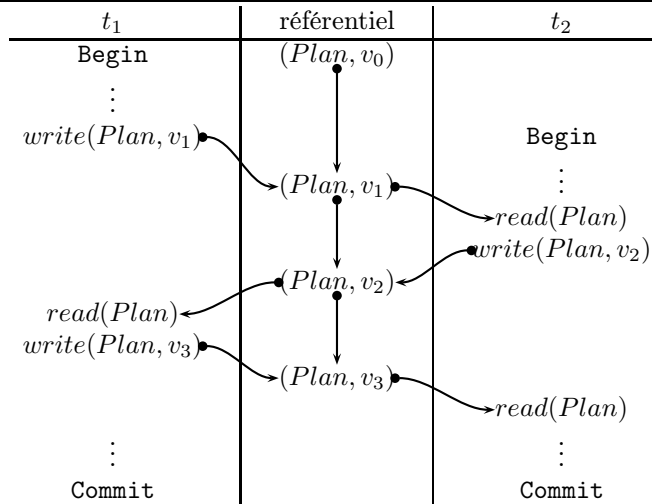 t₁ référentiel t₂
Begin (Plan, v₀)
⋮
write(Plan, v₁) Begin
⋮
(Plan, v₁)
read(Plan)
write(Plan, v₂)
(Plan, v₂)
read(Plan)
write(Plan, v₃)
(Plan, v₃)
read(Plan)
⋮ ⋮
Commit Commit